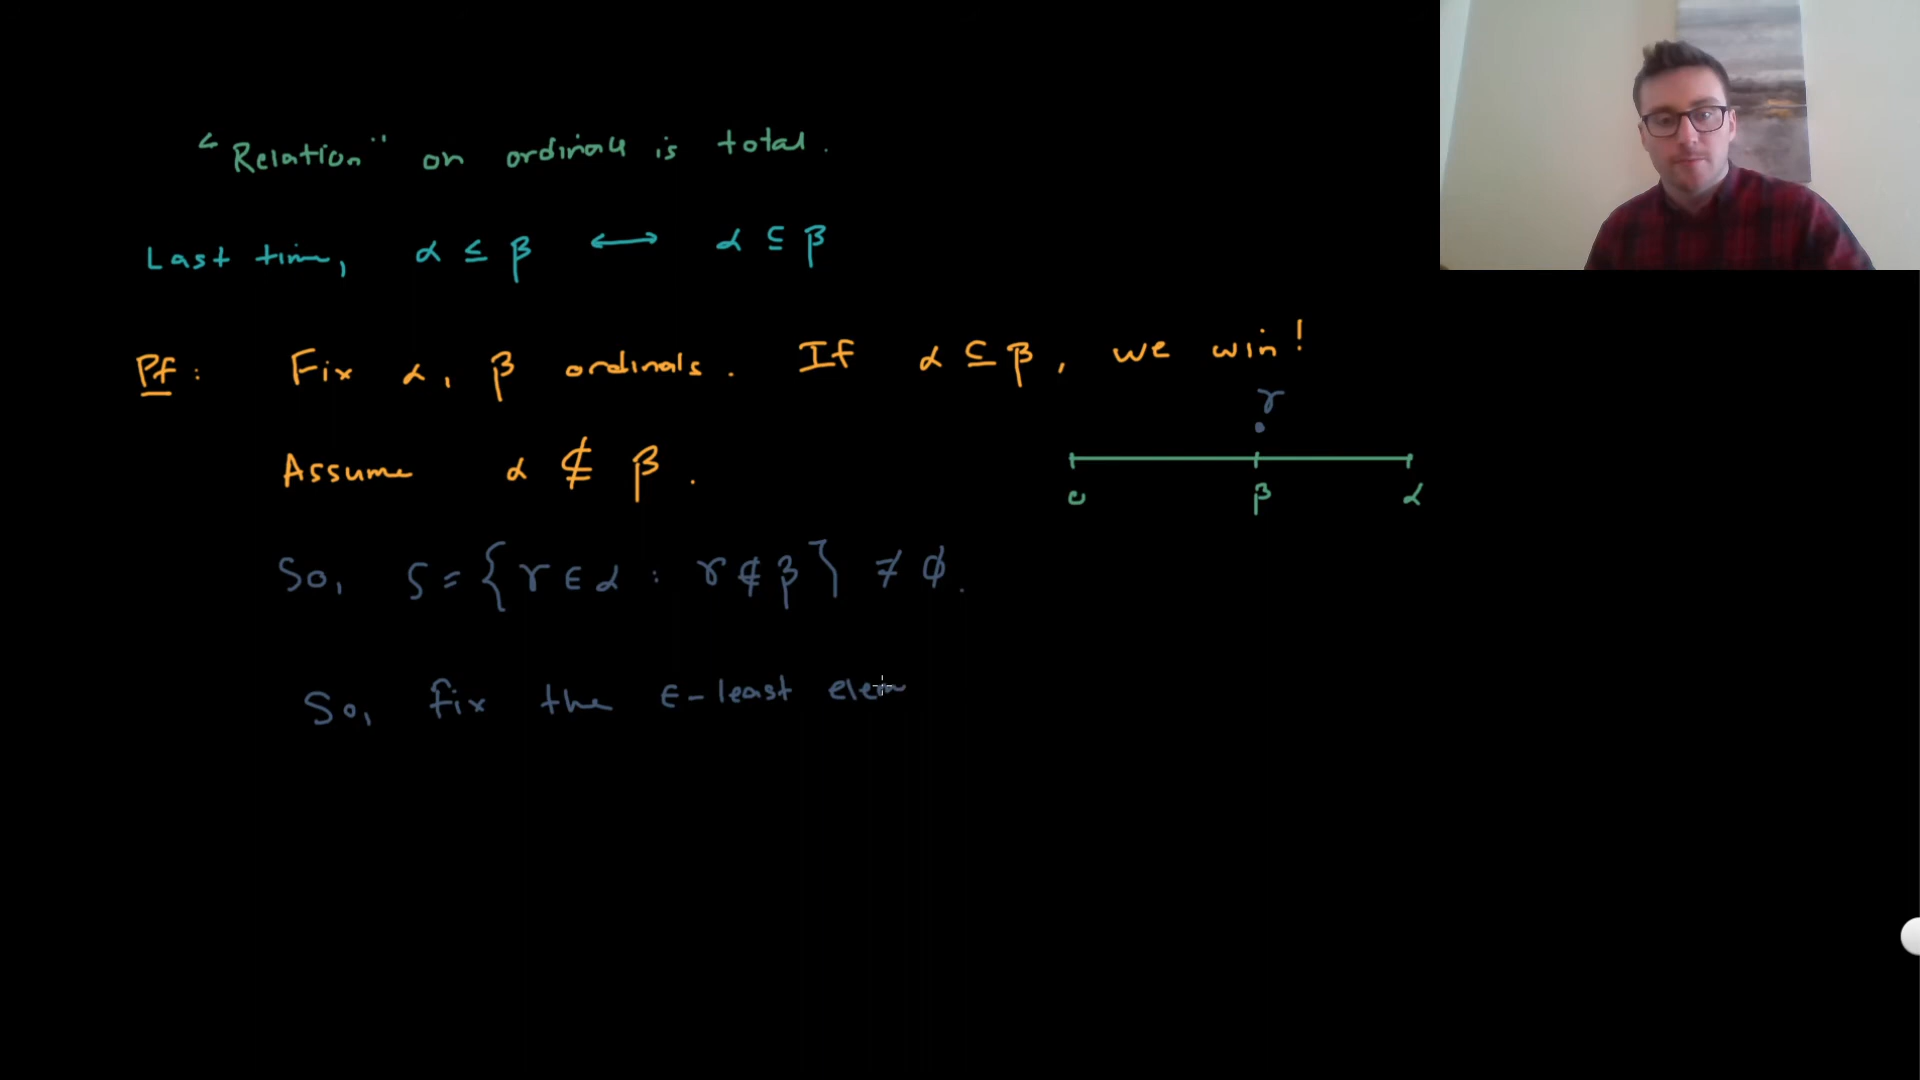 "Relation" on ordinals is total.
Last time, α ≤ β ⟷ α ⊆ β
Pf: Fix α, β ordinals. If α ⊆ β, we win!
γ
Assume α ⊈ β.
0 β α
So, S = {γ ∈ α : γ ∉ β} ≠ ∅.
So, fix the ∈-least elem